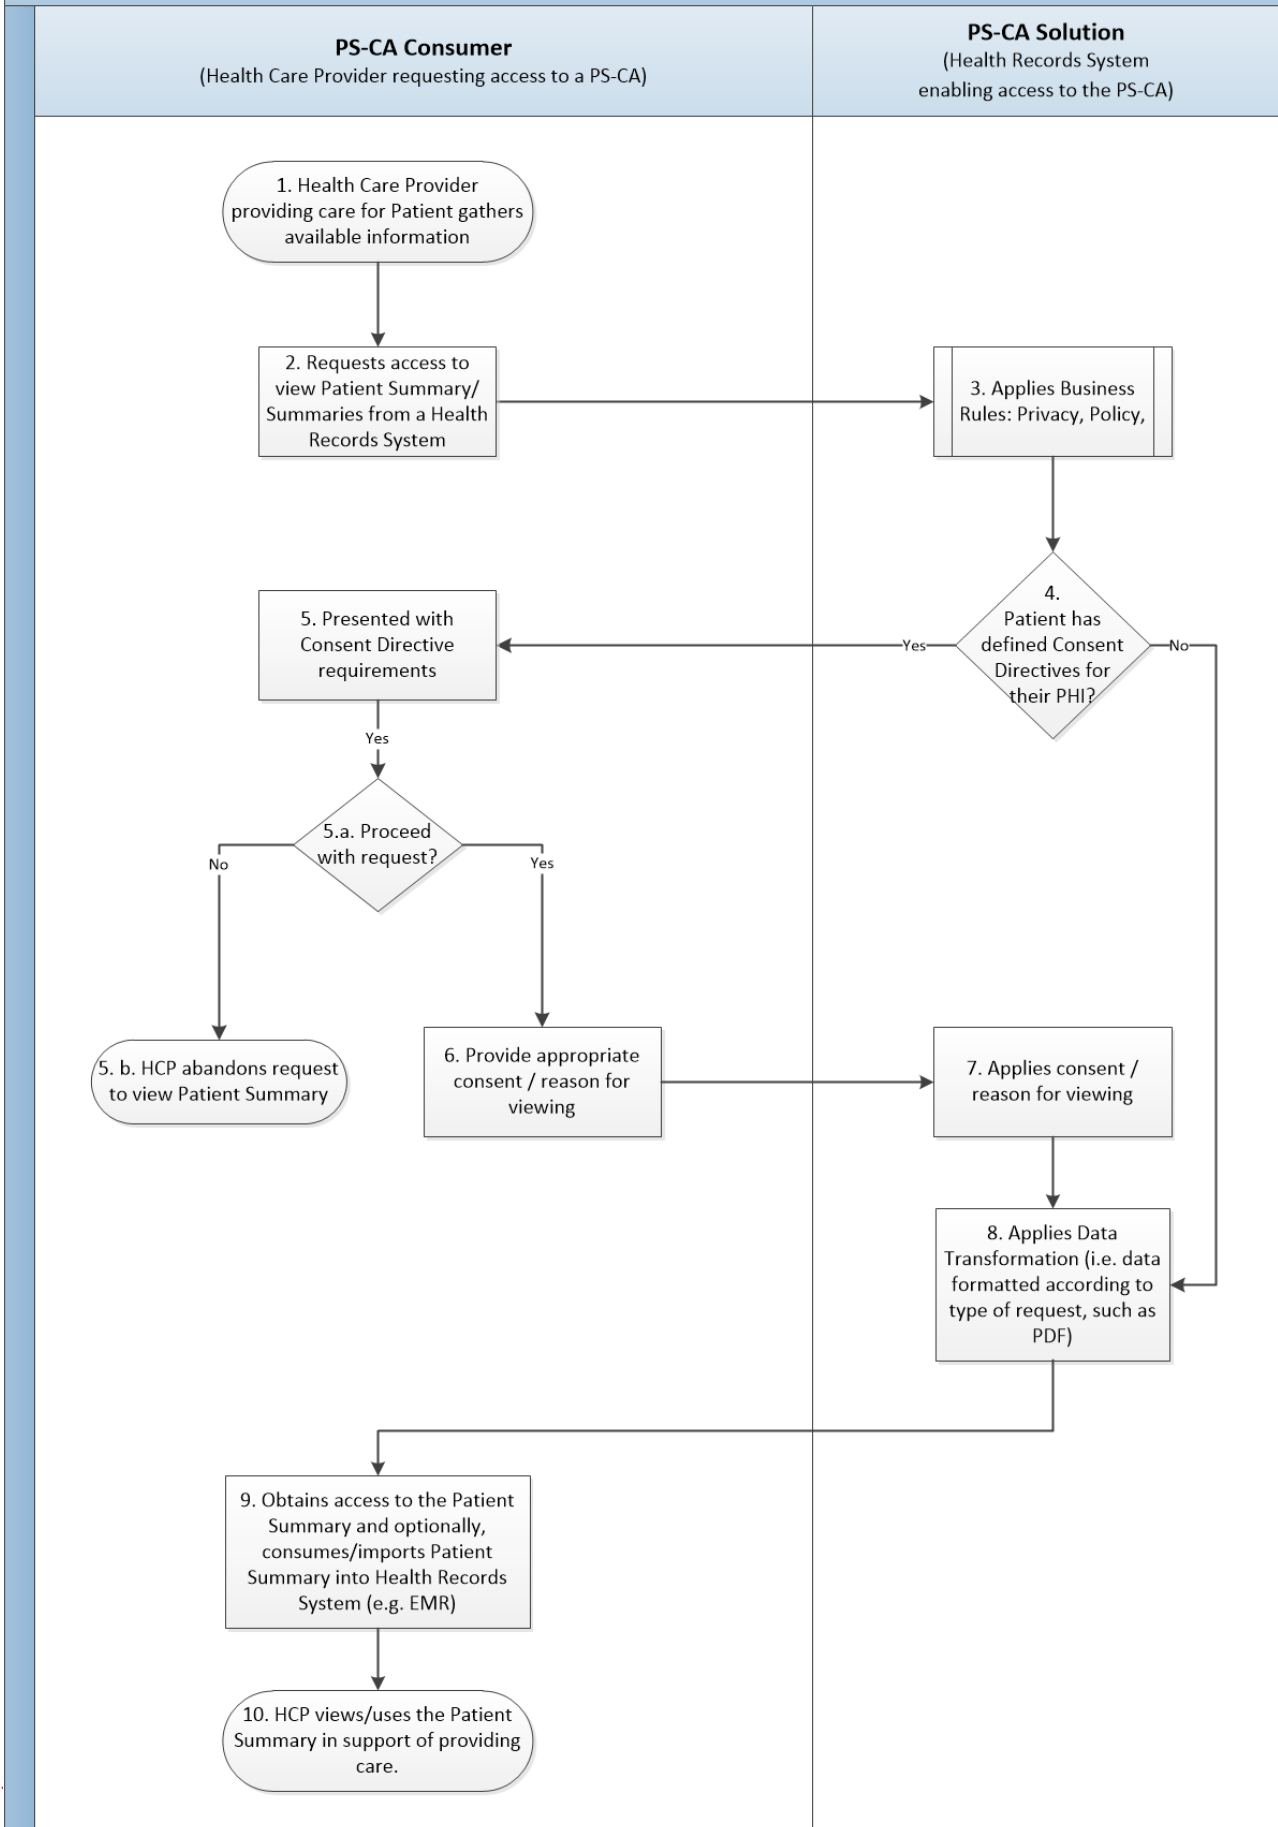 PS-CA Consumer
(Health Care Provider requesting access to a PS-CA)
PS-CA Solution
(Health Records System
enabling access to the PS-CA)
1. Health Care Provider
providing care for Patient gathers
available information
2. Requests access to
view Patient Summary/
Summaries from a Health
Records System
3. Applies Business
Rules: Privacy, Policy,
4.
Patient has
defined Consent
Directives for
their PHI?
Yes
No
5. Presented with
Consent Directive
requirements
Yes
5.a. Proceed
with request?
No
Yes
5. b. HCP abandons request
to view Patient Summary
6. Provide appropriate
consent / reason for
viewing
7. Applies consent /
reason for viewing
8. Applies Data
Transformation (i.e. data
formatted according to
type of request, such as
PDF)
9. Obtains access to the Patient
Summary and optionally,
consumes/imports Patient
Summary into Health Records
System (e.g. EMR)
10. HCP views/uses the Patient
Summary in support of providing
care.